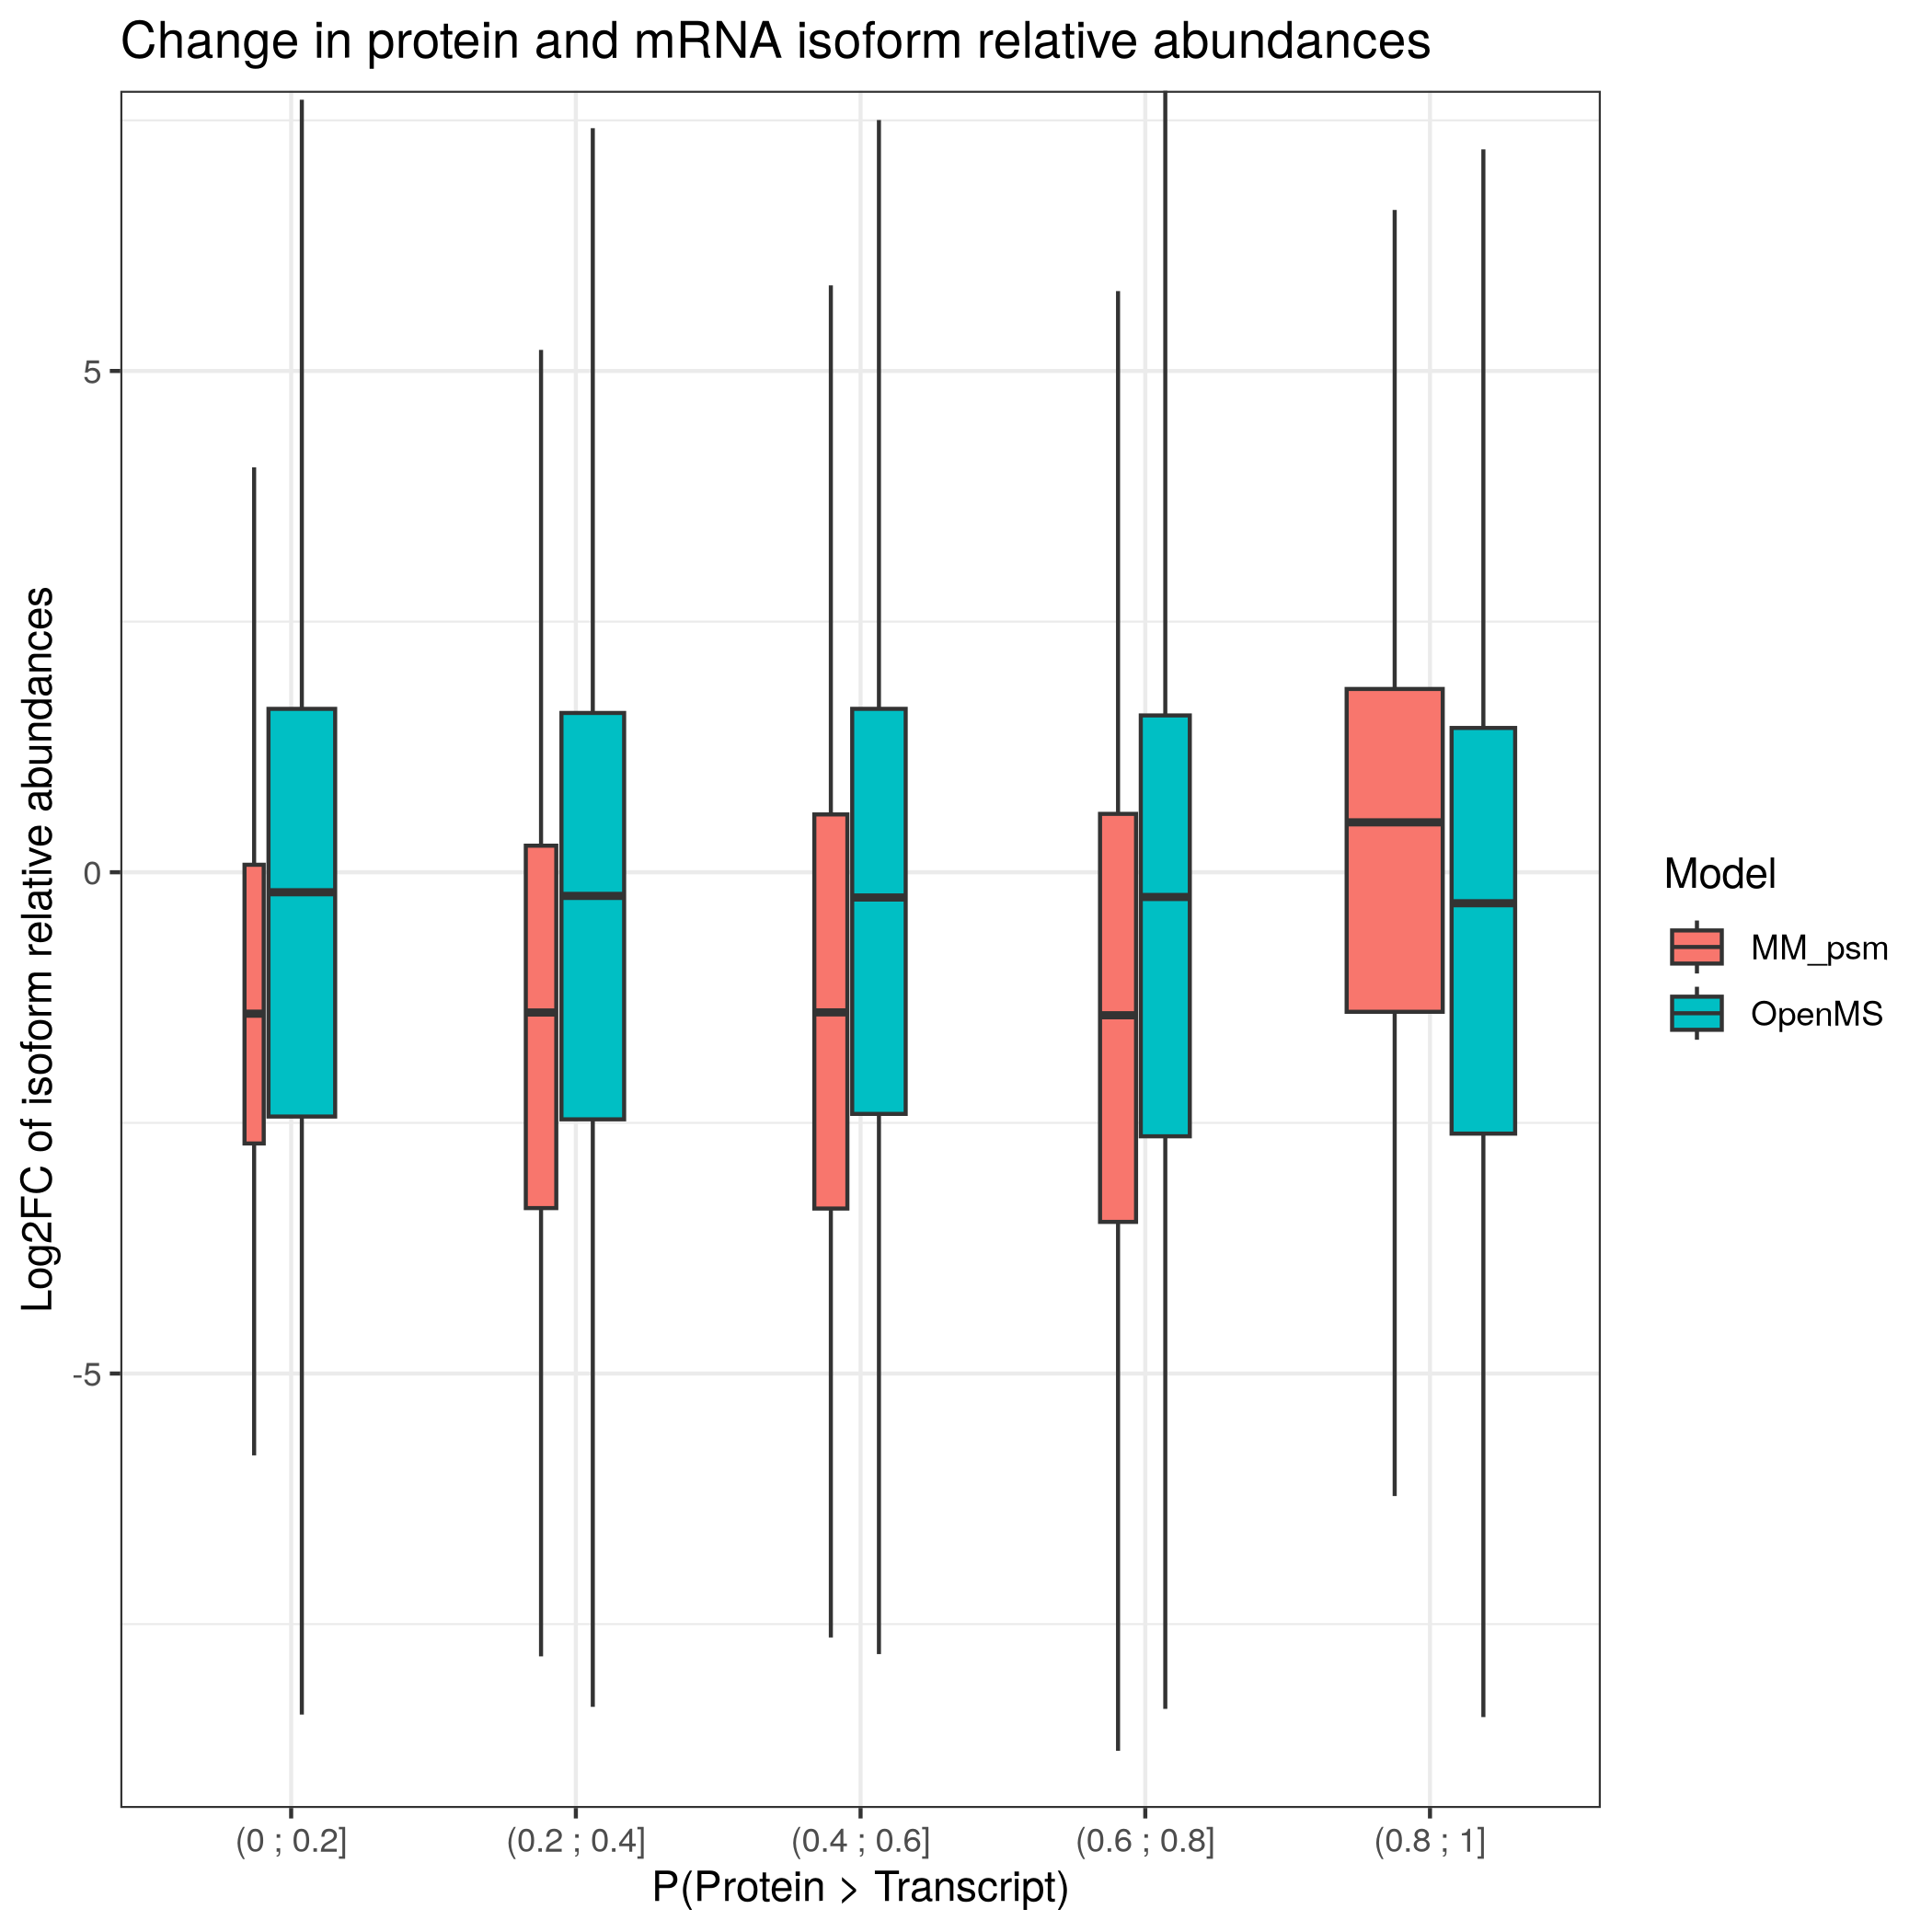 Change in protein and mRNA isoform relative abundances
Log2FC of isoform relative abundances
5
0
-5
(0 ; 0.2]
(0.2 ; 0.4]
(0.4 ; 0.6]
(0.6 ; 0.8]
(0.8 ; 1]
P(Protein > Transcript)
Model
MM_psm
OpenMS